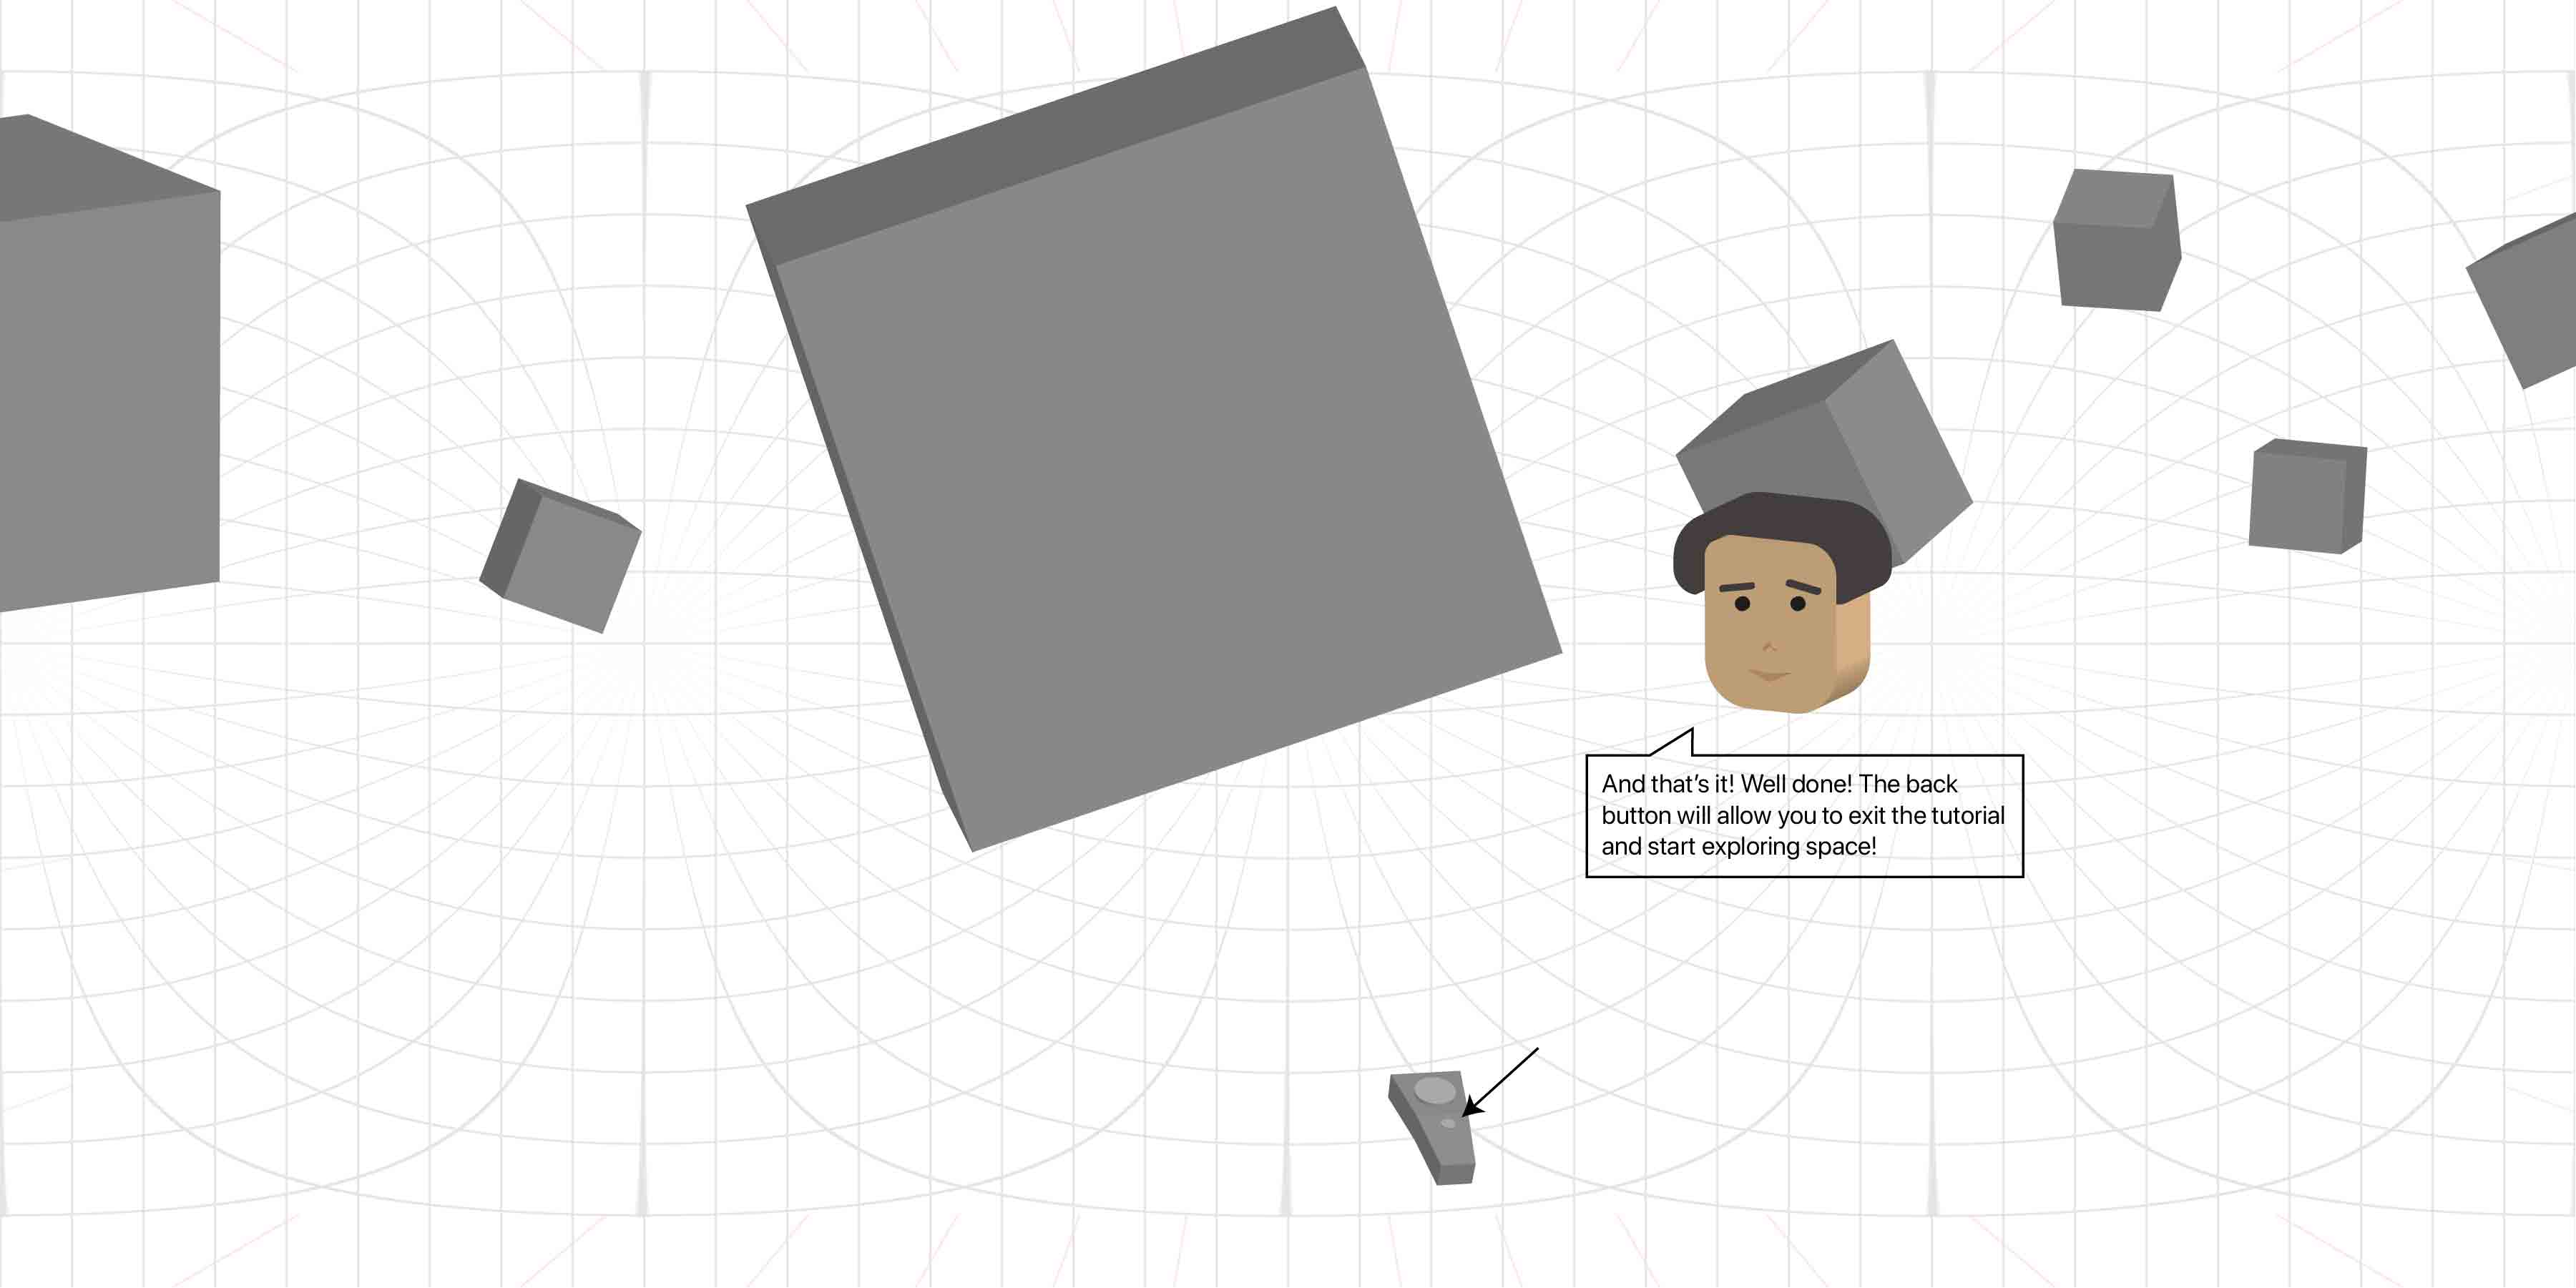 And that’s it! Well done! The back
button will allow you to exit the tutorial
and start exploring space!